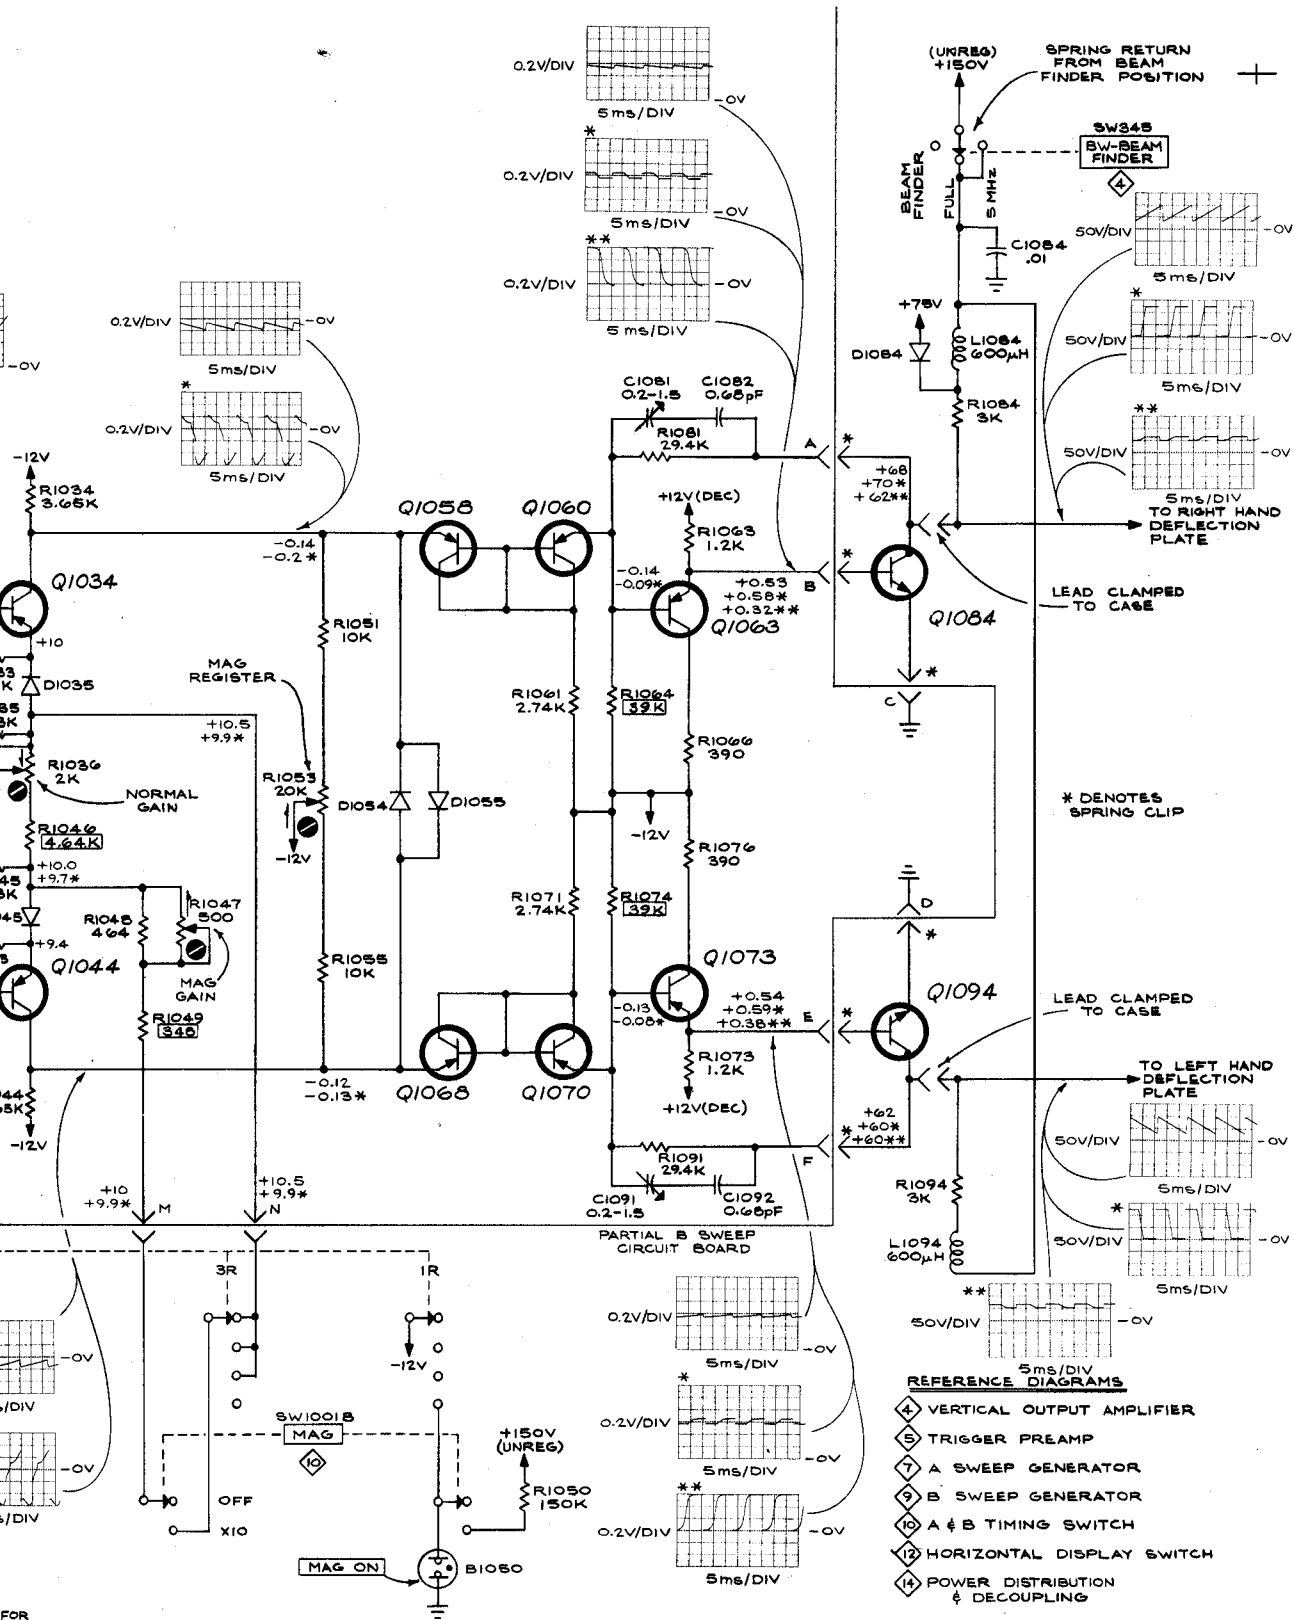 0.2V/DIV
-0V
5ms/DIV
*
0.2V/DIV
-0V
5ms/DIV
**
0.2V/DIV
-0V
5ms/DIV
(UNREG)
+150V
SPRING RETURN
FROM BEAM
FINDER POSITION
SW345
BW-BEAM
FINDER
4
BEAM
FINDER
FULL
5 MHz
C1084
.01
50V/DIV
-0V
5ms/DIV
*
50V/DIV
-0V
5ms/DIV
**
50V/DIV
-0V
5ms/DIV
TO RIGHT HAND
DEFLECTION
PLATE
+75V
D1084
L1084
600μH
R1084
3K
-0V
0.2V/DIV
-0V
5ms/DIV
*
0.2V/DIV
-0V
5ms/DIV
C1081
0.2-1.5
C1082
0.68pF
R1081
29.4K
A
*
+68
+70*
+62**
-12V
R1034
3.65K
Q1034
+10
D1035
-0.14
-0.2*
Q1058
Q1060
+12V(DEC)
R1063
1.2K
-0.14
-0.09*
+0.53
+0.58*
+0.32**
Q1063
B
*
Q1084
LEAD CLAMPED
TO CASE
*
C
R1051
10K
MAG
REGISTER
+10.5
+9.9*
R1061
2.74K
R1064
39K
R1066
390
R1036
2K
NORMAL
GAIN
R1053
20K
-12V
D1054
D1055
-12V
* DENOTES
SPRING CLIP
R1046
4.64K
+10.0
+9.7*
R1076
390
R1071
2.74K
R1074
39K
D
*
R1048
464
R1047
500
MAG
GAIN
+9.4
Q1044
R1049
348
R1055
10K
Q1073
-0.13
-0.08*
+0.54
+0.59*
+0.38**
E
*
Q1094
LEAD CLAMPED
TO CASE
R1073
1.2K
+12V(DEC)
-0.12
-0.13*
Q1068
Q1070
-12V
TO LEFT HAND
DEFLECTION
PLATE
50V/DIV
-0V
5ms/DIV
*
50V/DIV
-0V
5ms/DIV
**
50V/DIV
-0V
5ms/DIV
+62
+60*
+60**
*
F
R1091
29.4K
C1091
0.2-1.5
C1092
0.68pF
R1094
3K
L1094
600μH
+10
+9.9*
M
+10.5
+9.9*
N
PARTIAL B SWEEP
CIRCUIT BOARD
3R
1R
-12V
0.2V/DIV
-0V
5ms/DIV
*
0.2V/DIV
-0V
5ms/DIV
**
0.2V/DIV
-0V
5ms/DIV
-0V
/DIV
-0V
/DIV
SW1001B
MAG
10
OFF
X10
+150V
(UNREG)
R1050
150K
MAG ON
B1050
REFERENCE DIAGRAMS
4 VERTICAL OUTPUT AMPLIFIER
5 TRIGGER PREAMP
7 A SWEEP GENERATOR
9 B SWEEP GENERATOR
10 A & B TIMING SWITCH
12 HORIZONTAL DISPLAY SWITCH
14 POWER DISTRIBUTION
& DECOUPLING
FOR